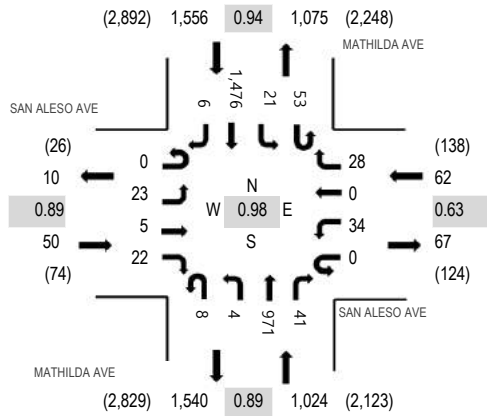 (2,892) 1,556 0.94 1,075 (2,248)
MATHILDA AVE
SAN ALESO AVE
6 1,476 21 53
(26) (138)
0 28
10 62
23 0
N
0.89 W 0.98 E 0.63
5 34
S
50 67
22 0
(74) (124)
8 4 971 41
SAN ALESO AVE
MATHILDA AVE
(2,829) 1,540 0.89 1,024 (2,123)